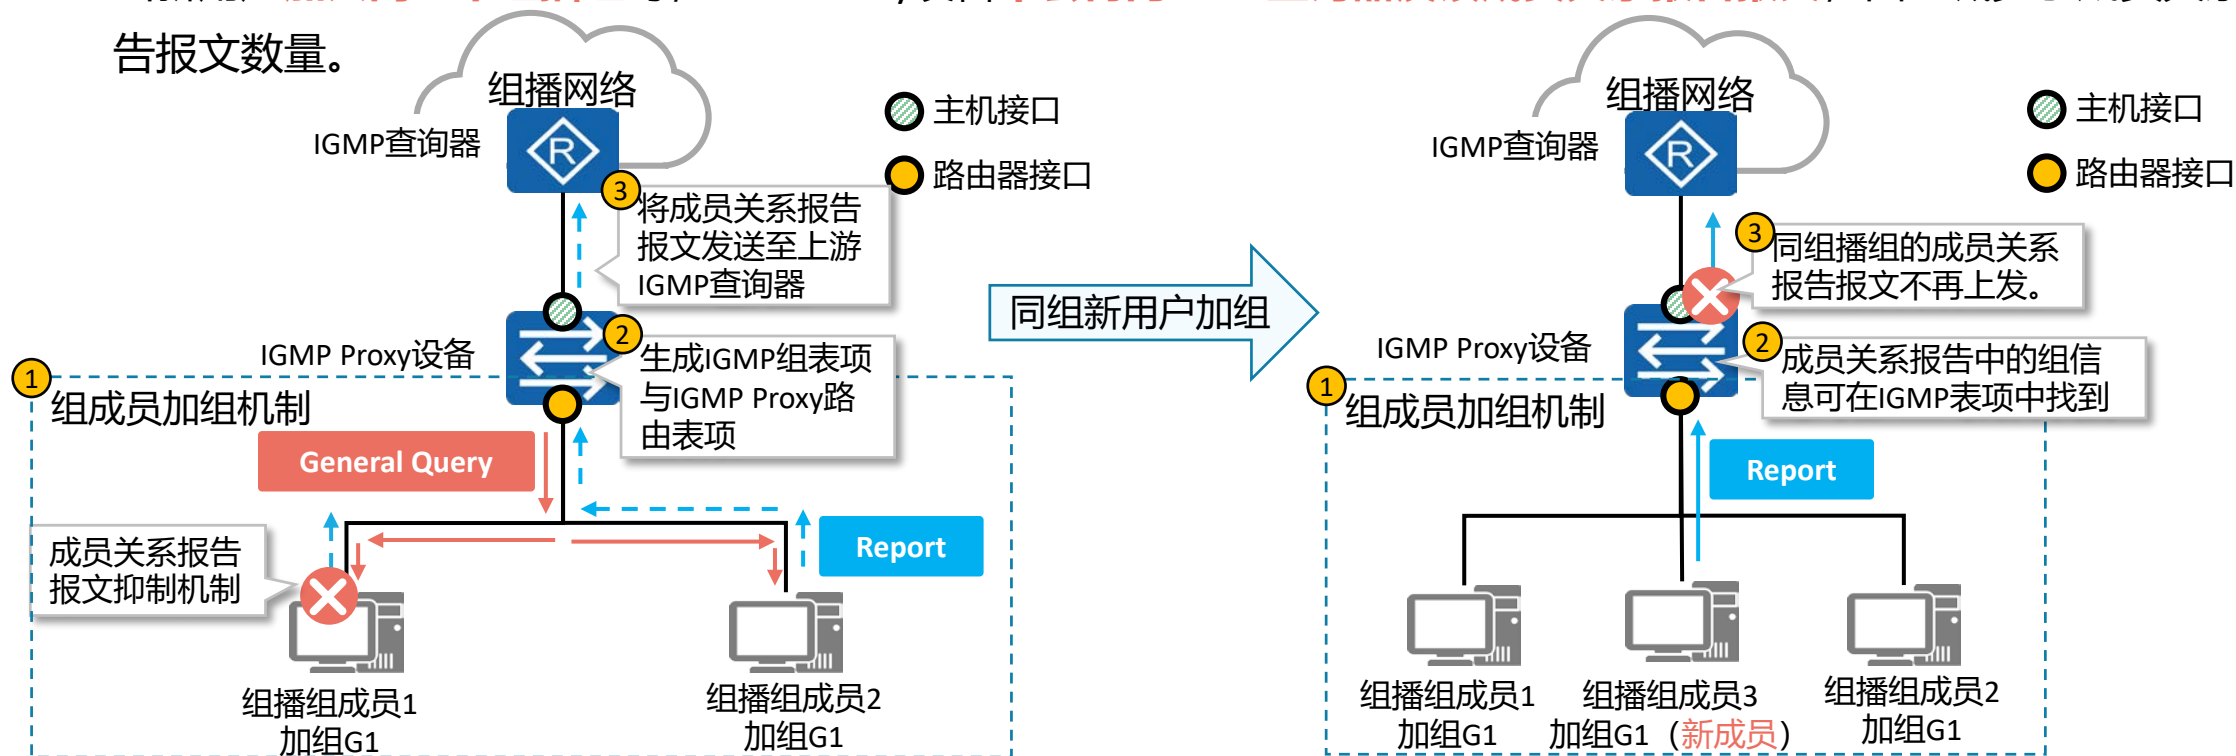 告报文数量。
组播网络
IGMP查询器
主机接口
路由器接口
3
将成员关系报告
报文发送至上游
IGMP查询器
IGMP Proxy设备
2
生成IGMP组表项
与IGMP Proxy路
由表项
1
组成员加组机制
General Query
Report
成员关系报告
报文抑制机制
组播组成员1
加组G1
组播组成员2
加组G1
同组新用户加组
组播网络
IGMP查询器
主机接口
路由器接口
3
同组播组的成员关系
报告报文不再上发。
IGMP Proxy设备
2
成员关系报告中的组信
息可在IGMP表项中找到
1
组成员加组机制
Report
组播组成员1
加组G1
组播组成员3
加组G1（新成员）
组播组成员2
加组G1
R
R